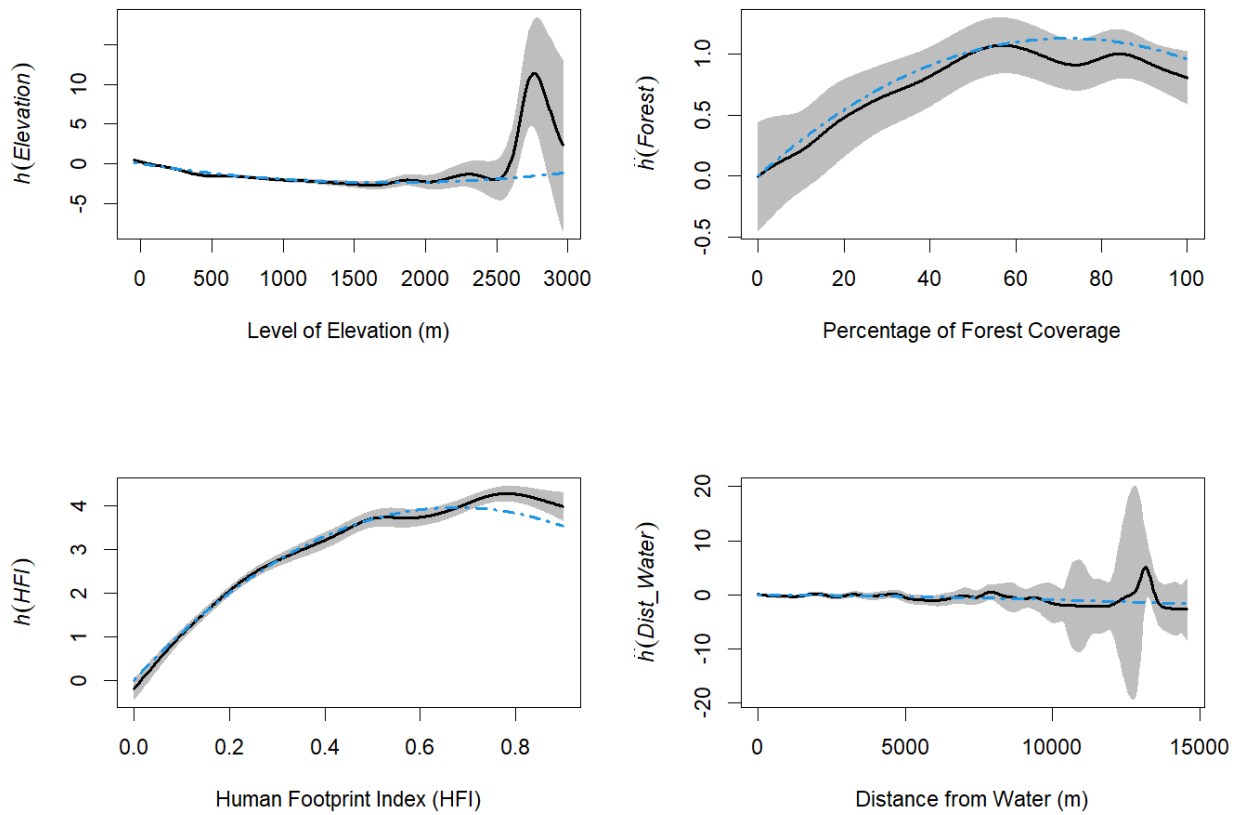 h(Elevation)
10
5
0
-5
0 500 1000 1500 2000 2500 3000
Level of Elevation (m)
h(Forest)
1.0
0.5
0.0
-0.5
0 20 40 60 80 100
Percentage of Forest Coverage
h(HFI)
4
3
2
1
0
0.0 0.2 0.4 0.6 0.8
Human Footprint Index (HFI)
h(Dist_Water)
20
10
0
-10
-20
0 5000 10000 15000
Distance from Water (m)